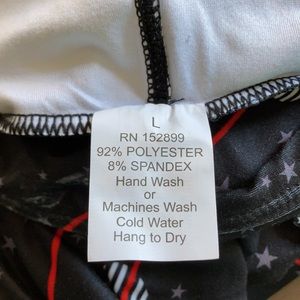 L
RN 152899
92% POLYESTER
8% SPANDEX
Hand Wash
or
Machines Wash
Cold Water
Hang to Dry